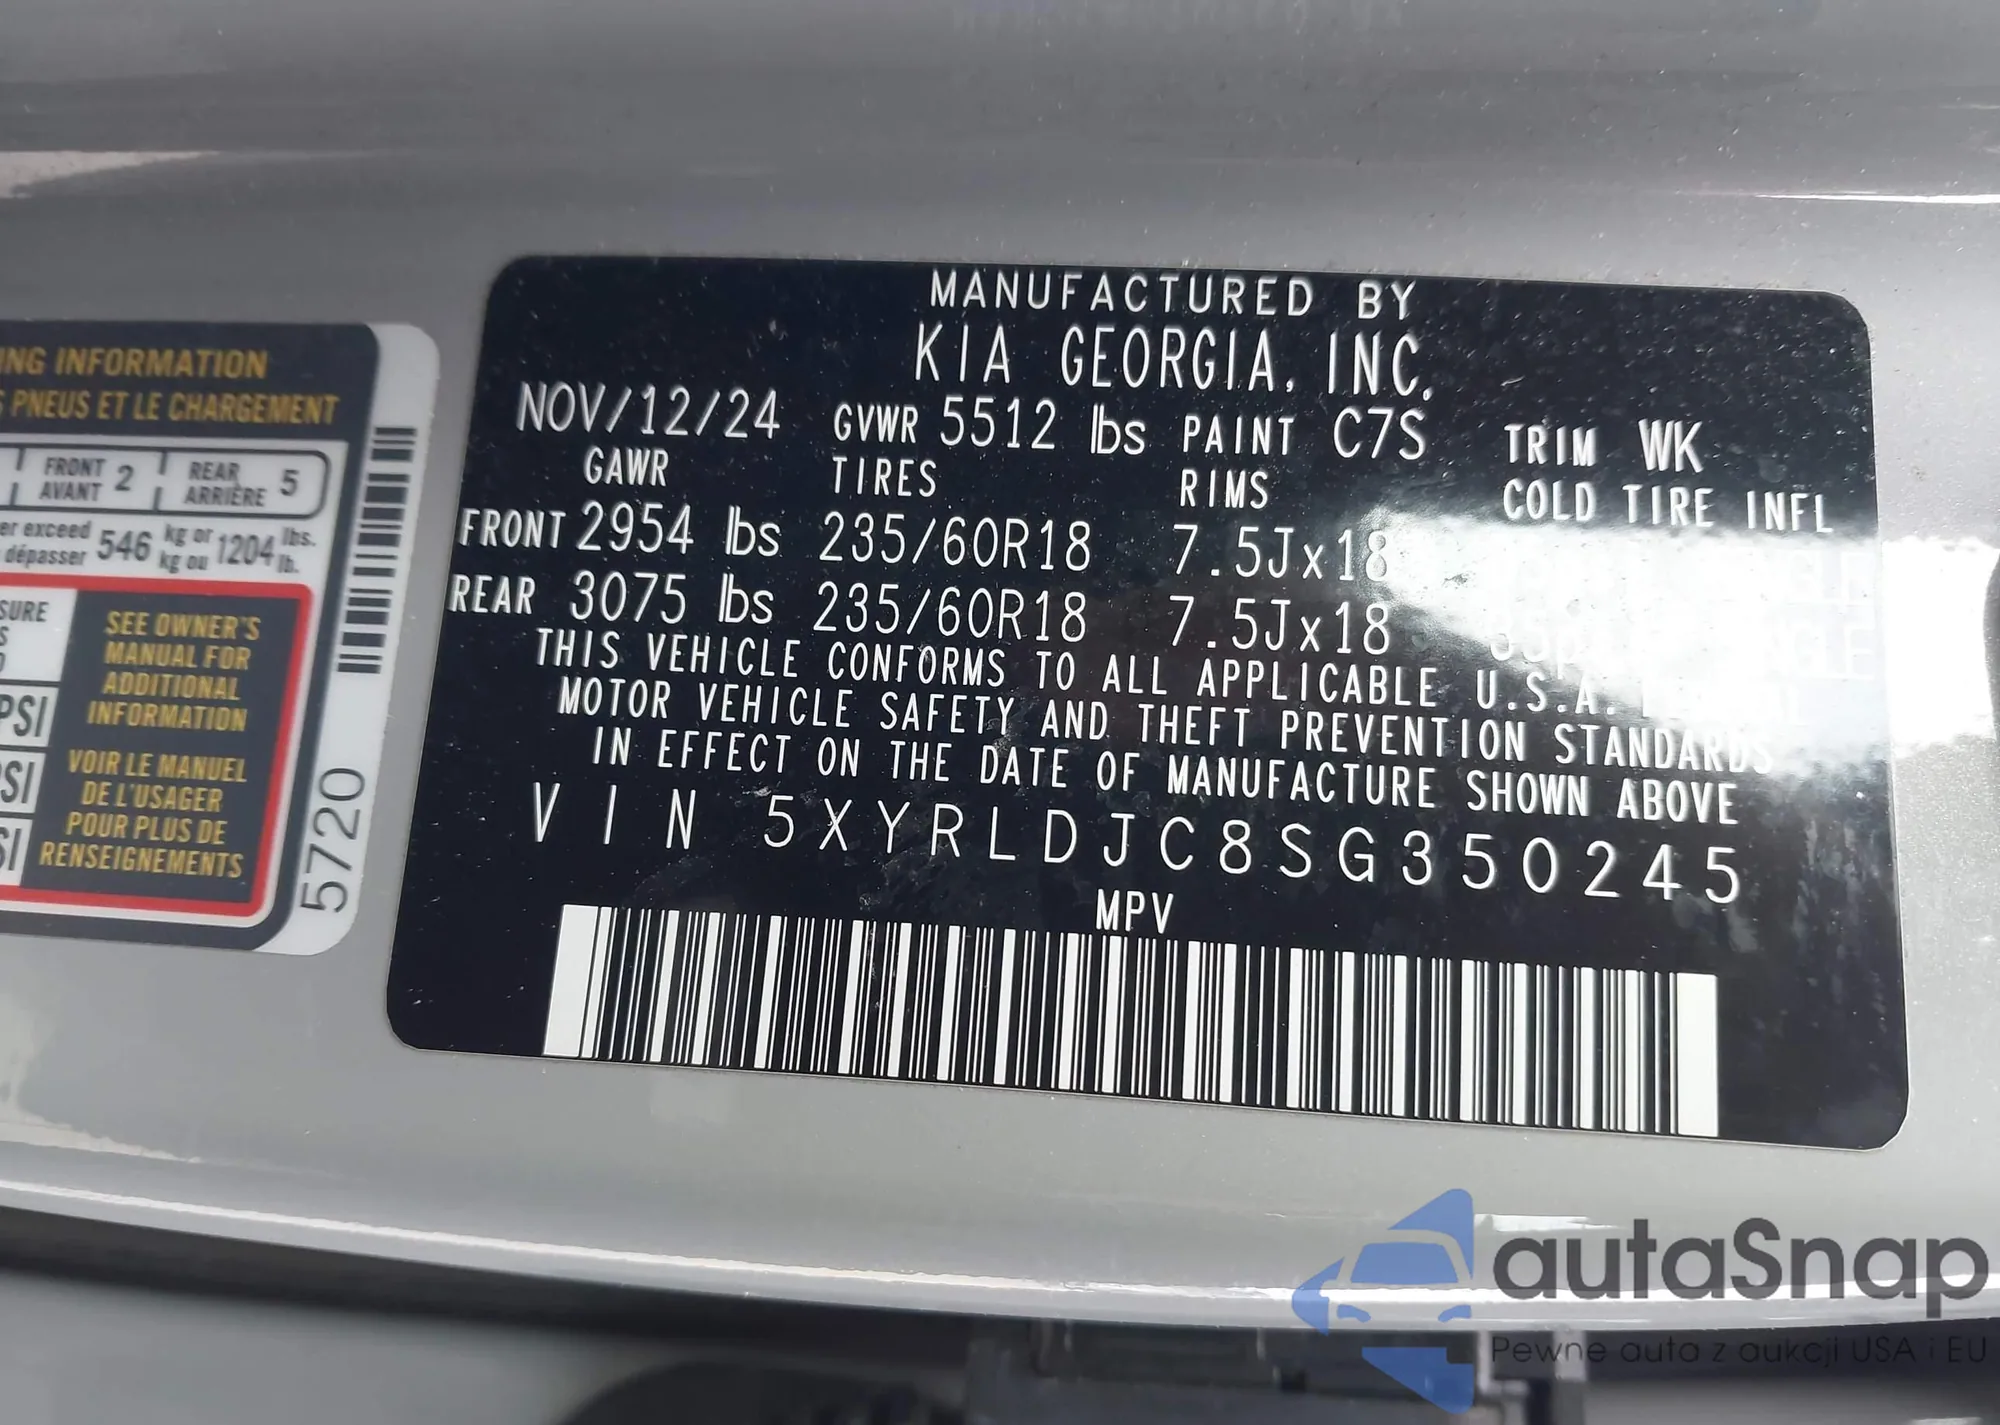 ING INFORMATION
PNEUS ET LE CHARGEMENT
FRONT
AVANT 2
REAR
ARRIÈRE 5
er exceed
dépasser 546 kg or
kg ou 1204 lbs.
lb.
SURE
PSI
PSI
SI
SEE OWNER'S
MANUAL FOR
ADDITIONAL
INFORMATION
VOIR LE MANUEL
DE L'USAGER
POUR PLUS DE
RENSEIGNEMENTS
5720
MANUFACTURED BY
KIA GEORGIA, INC.
NOV/12/24 GVWR 5512 lbs PAINT C7S TRIM WK
GAWR TIRES RIMS COLD TIRE INFL
FRONT 2954 lbs 235/60R18 7.5Jx18
REAR 3075 lbs 235/60R18 7.5Jx18
THIS VEHICLE CONFORMS TO ALL APPLICABLE U.S.A.
MOTOR VEHICLE SAFETY AND THEFT PREVENTION STANDARDS
IN EFFECT ON THE DATE OF MANUFACTURE SHOWN ABOVE
VIN 5XYRLDJC8SG350245
MPV
autaSnap
Pewne auta z aukcji USA i EU